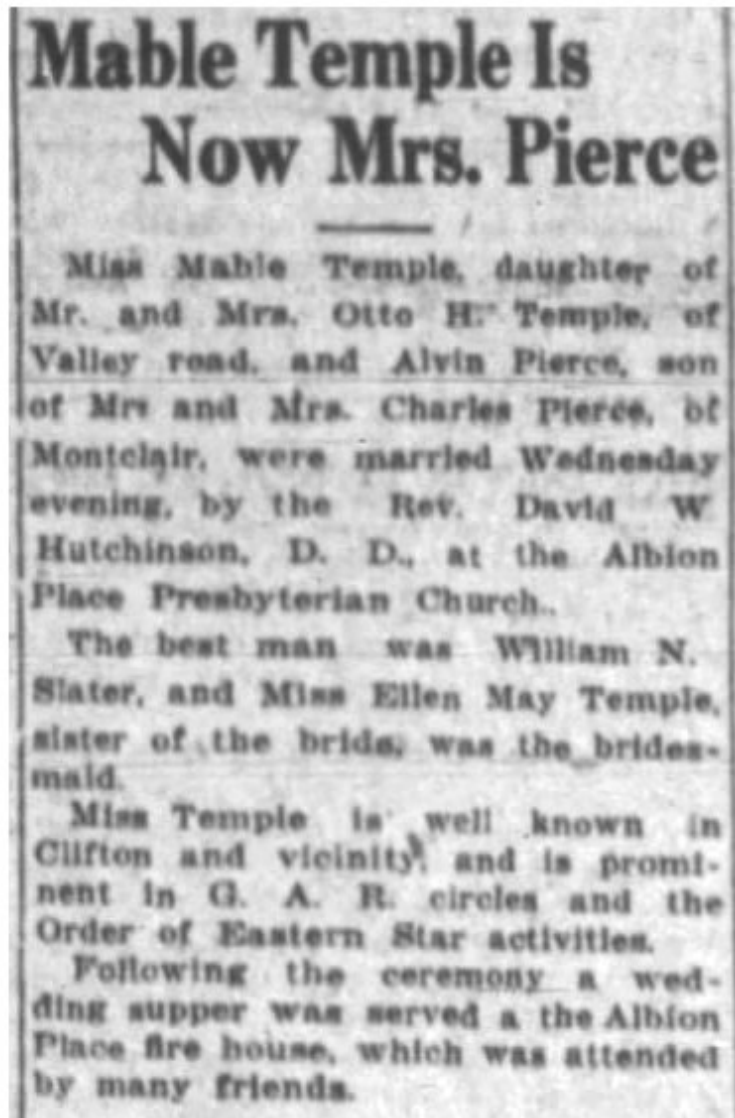 Mable Temple Is
Now Mrs. Pierce
Miss Mable Temple, daughter of
Mr. and Mrs. Otto H. Temple, of
Valley road, and Alvin Pierce, son
of Mr. and Mrs. Charles Pierce, of
Montclair, were married Wednesday
evening, by the Rev. David W
Hutchinson, D. D., at the Albion
Place Presbyterian Church..
The best man was William N.
Slater, and Miss Ellen May Temple,
sister of the bride, was the brides-
maid.
Miss Temple is well known in
Clifton and vicinity, and is promi-
nent in G. A. R. circles and the
Order of Eastern Star activities.
Following the ceremony a wed-
ding supper was served a the Albion
Place fire house, which was attended
by many friends.